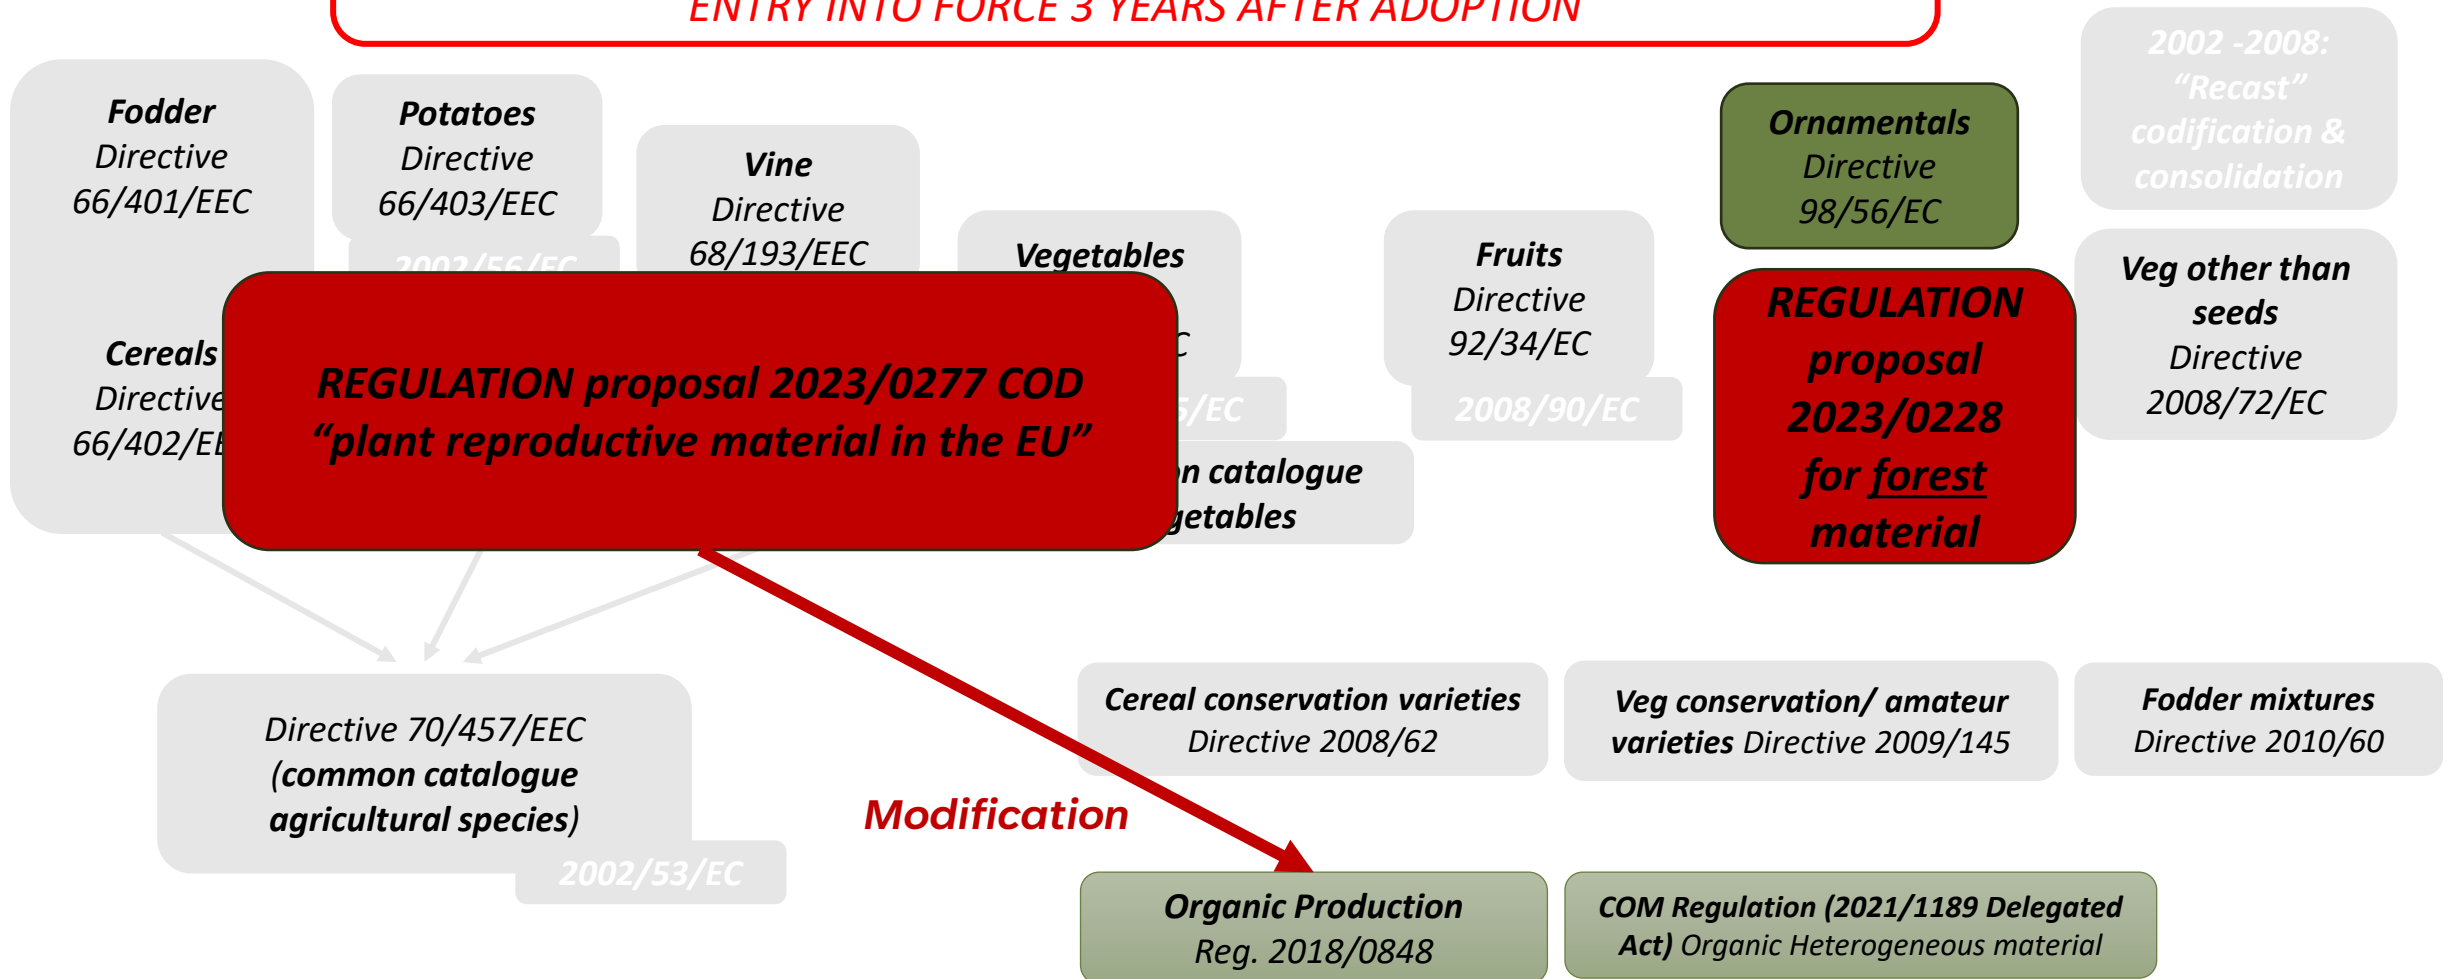 ENTRY INTO FORCE 3 YEARS AFTER ADOPTION
2002 -2008:
“Recast”
codification &
consolidation
Fodder
Directive
66/401/EEC
Potatoes
Directive
66/403/EEC
2002/56/EC
Vine
Directive
68/193/EEC
Vegetables
Fruits
Directive
92/34/EC
2008/90/EC
Ornamentals
Directive
98/56/EC
Veg other than
seeds
Directive
2008/72/EC
Cereals
Directive
REGULATION proposal 2023/0277 COD
“plant reproductive material in the EU”
REGULATION
proposal
2023/0228
for forest
material
catalogue
Directive 70/457/EEC
(common catalogue
agricultural species)
2002/53/EC
Cereal conservation varieties
Directive 2008/62
Veg conservation/ amateur
varieties Directive 2009/145
Fodder mixtures
Directive 2010/60
Modification
Organic Production
Reg. 2018/0848
COM Regulation (2021/1189 Delegated
Act) Organic Heterogeneous material